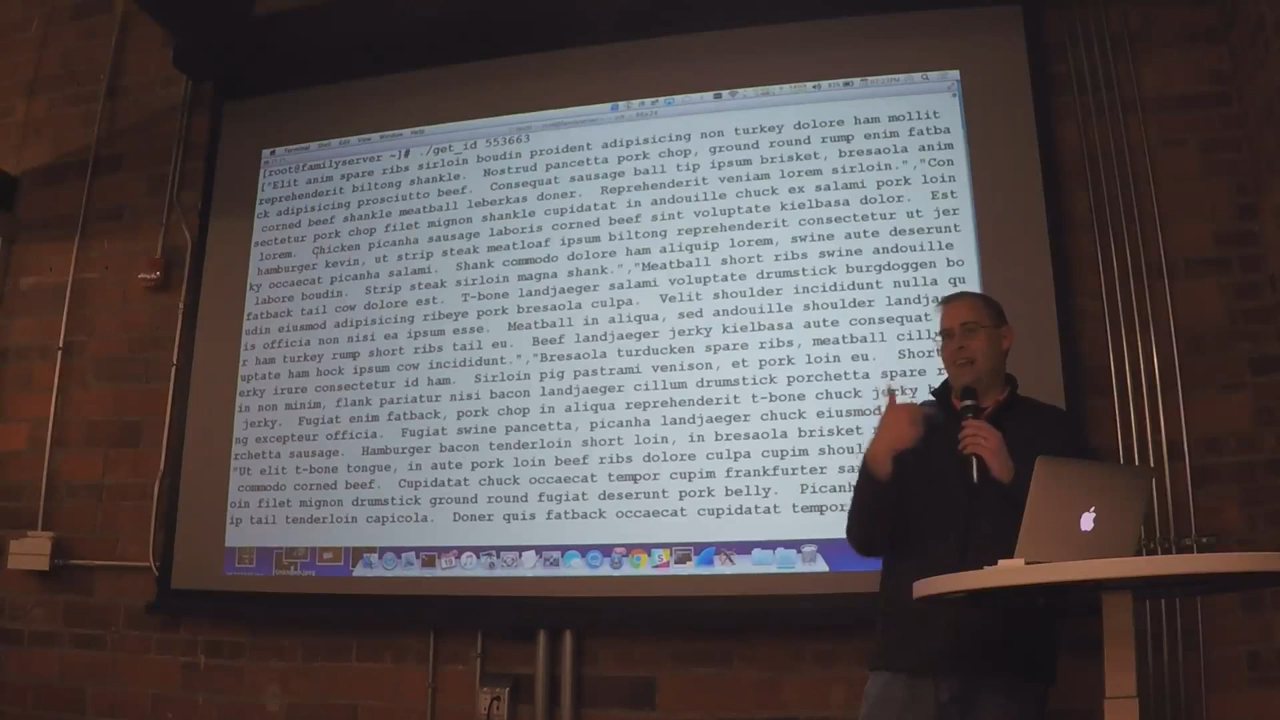 Terminal Shell Edit View Window Help
[root@familyserver ~]# ./get_id 553663
["Elit anim spare ribs sirloin boudin proident adipisicing non turkey dolore ham mollit
reprehenderit biltong shankle. Nostrud pancetta pork chop, ground round rump enim fatba
ck adipisicing prosciutto beef. Consequat sausage ball tip ipsum brisket, bresaola anim
corned beef shankle meatball leberkas doner. Reprehenderit veniam lorem sirloin.","Con
sectetur pork chop filet mignon shankle cupidatat in andouille chuck ex salami pork loin
lorem. Chicken picanha sausage laboris corned beef sint voluptate kielbasa dolor. Est
hamburger kevin, ut strip steak meatloaf ipsum biltong reprehenderit consectetur ut jer
ky occaecat picanha salami. Shank commodo dolore ham aliquip lorem, swine aute deserunt
labore boudin. Strip steak sirloin magna shank.","Meatball short ribs swine andouille
fatback tail cow dolore est. T-bone landjaeger salami voluptate drumstick burgdoggen bo
udin eiusmod adipisicing ribeye pork bresaola culpa. Velit shoulder incididunt nulla qu
is officia non nisi ea ipsum esse. Meatball in aliqua, sed andouille shoulder landja
r ham turkey rump short ribs tail eu. Beef landjaeger jerky kielbasa aute consequat
uptate ham hock ipsum cow incididunt.","Bresaola turducken spare ribs, meatball cill
erky irure consectetur id ham. Sirloin pig pastrami venison, et pork loin eu. Short
in non minim, flank pariatur nisi bacon landjaeger cillum drumstick porchetta spare r
jerky. Fugiat enim fatback, pork chop in aliqua reprehenderit t-bone chuck jerky b
ng excepteur officia. Fugiat swine pancetta, picanha landjaeger chuck eiusmod
rchetta sausage. Hamburger bacon tenderloin short loin, in bresaola brisket
"Ut elit t-bone tongue, in aute pork loin beef ribs dolore culpa cupim shoul
commodo corned beef. Cupidatat chuck occaecat tempor cupim frankfurter sa
oin filet mignon drumstick ground round fugiat deserunt pork belly. Picanh
ip tail tenderloin capicola. Doner quis fatback occaecat cupidatat tempor